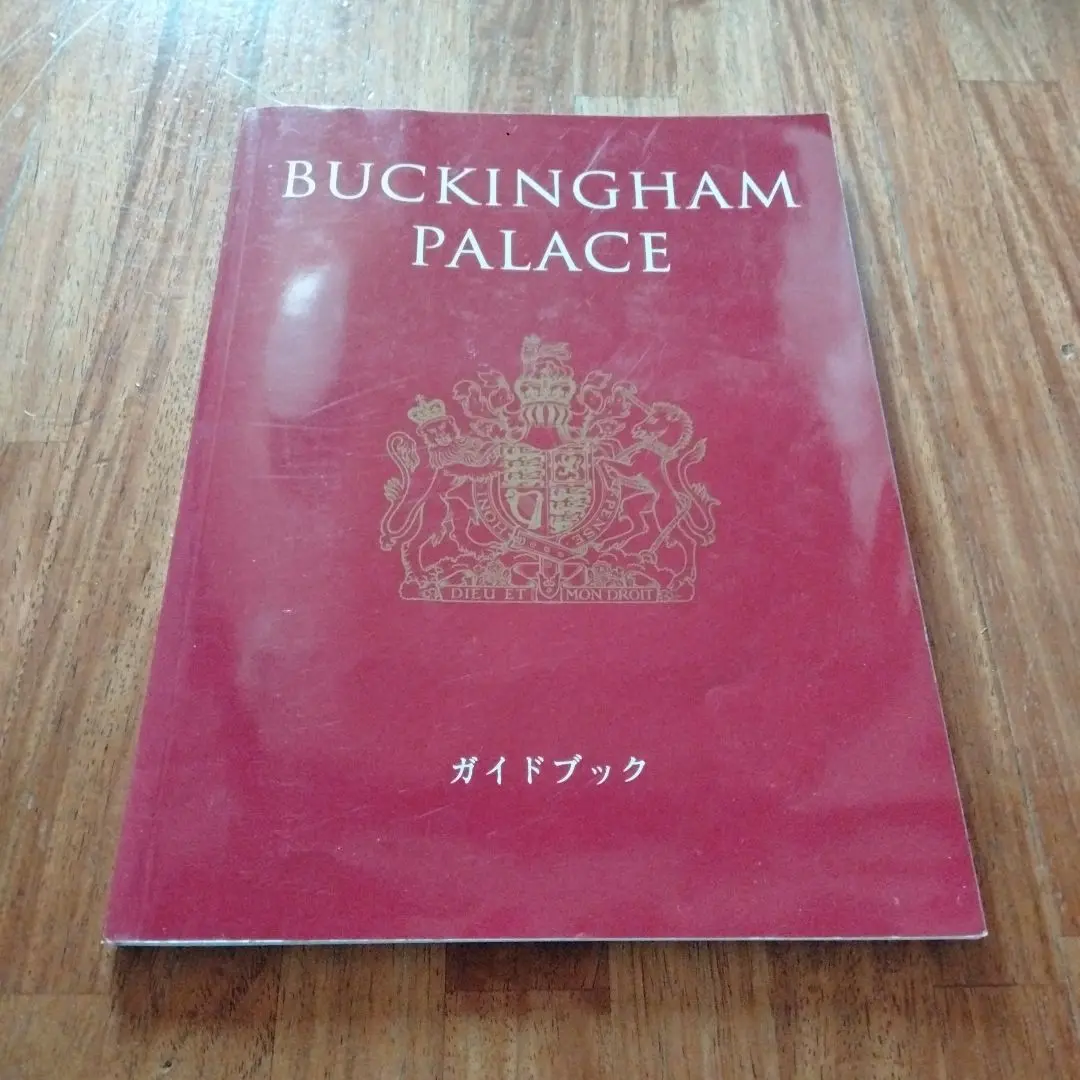 BUCKINGHAM
PALACE
DIEU ET MON DROIT
ガイドブック